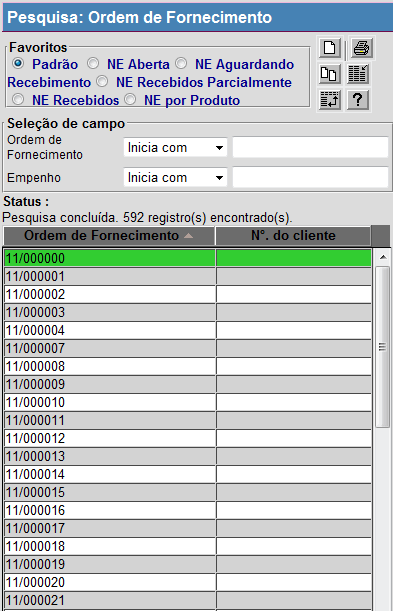 Pesquisa: Ordem de Fornecimento
Favoritos
Padrão NE Aberta NE Aguardando
Recebimento NE Recebidos Parcialmente
NE Recebidos NE por Produto
?
Seleção de campo
Ordem de
Fornecimento
Inicia com
Empenho
Inicia com
Status :
Pesquisa concluída. 592 registro(s) encontrado(s).
Ordem de Fornecimento N°. do cliente
11/000000
11/000001
11/000002
11/000003
11/000004
11/000007
11/000008
11/000009
11/000010
11/000011
11/000012
11/000013
11/000014
11/000015
11/000016
11/000017
11/000018
11/000019
11/000020
11/000021